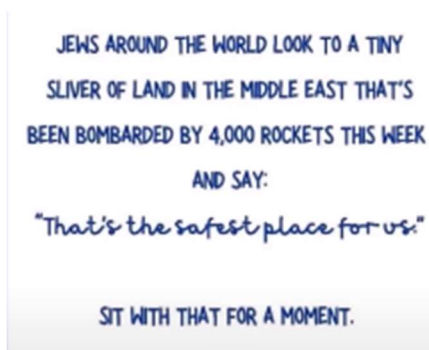 JEWS AROUND THE WORLD LOOK TO A TINY
SLIVER OF LAND IN THE MIDDLE EAST THAT'S
BEEN BOMBARDED BY 4,000 ROCKETS THIS WEEK
AND SAY:
"That's the safest place for us."
SIT WITH THAT FOR A MOMENT.